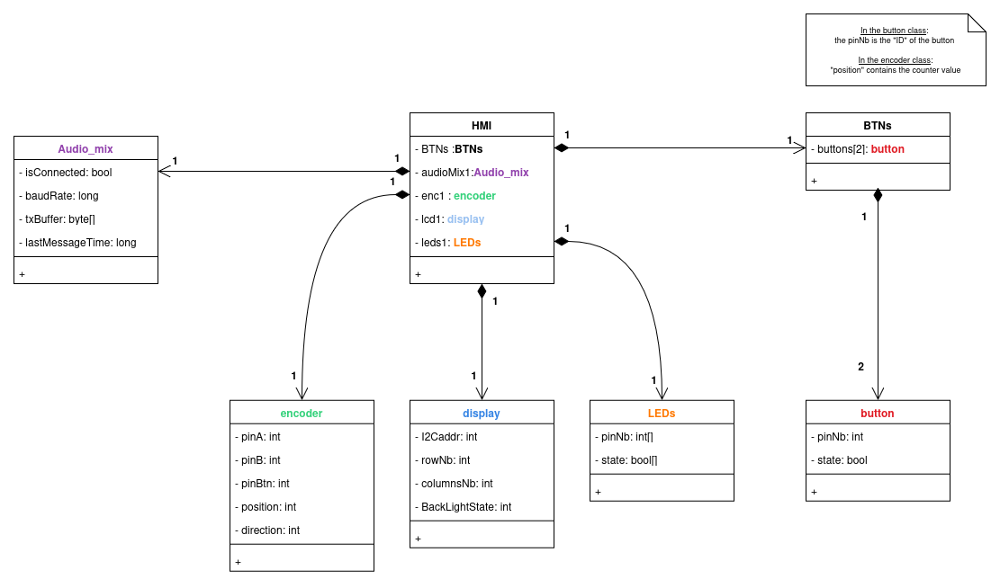 In the button class:
the pinNb is the "ID" of the button
In the encoder class:
"position" contains the counter value
Audio_mix
- isConnected: bool
- baudRate: long
- txBuffer: byte[]
- lastMessageTime: long
+
HMI
- BTNs :BTNs
- audioMix1:Audio_mix
- enc1 : encoder
- lcd1: display
- leds1: LEDs
+
BTNs
- buttons[2]: button
+
1
1
1
1
1
1
1
1
1
1
1
2
encoder
- pinA: int
- pinB: int
- pinBtn: int
- position: int
- direction: int
+
display
- I2Caddr: int
- rowNb: int
- columnsNb: int
- BackLightState: int
+
LEDs
- pinNb: int[]
- state: bool[]
+
button
- pinNb: int
- state: bool
+